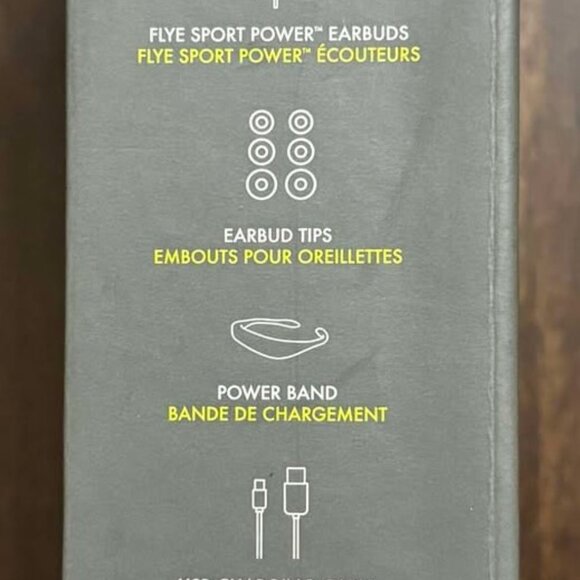 FLYE SPORT POWER™ EARBUDS
FLYE SPORT POWER™ ÉCOUTEURS
EARBUD TIPS
EMBOUTS POUR OREILLETTES
POWER BAND
BANDE DE CHARGEMENT